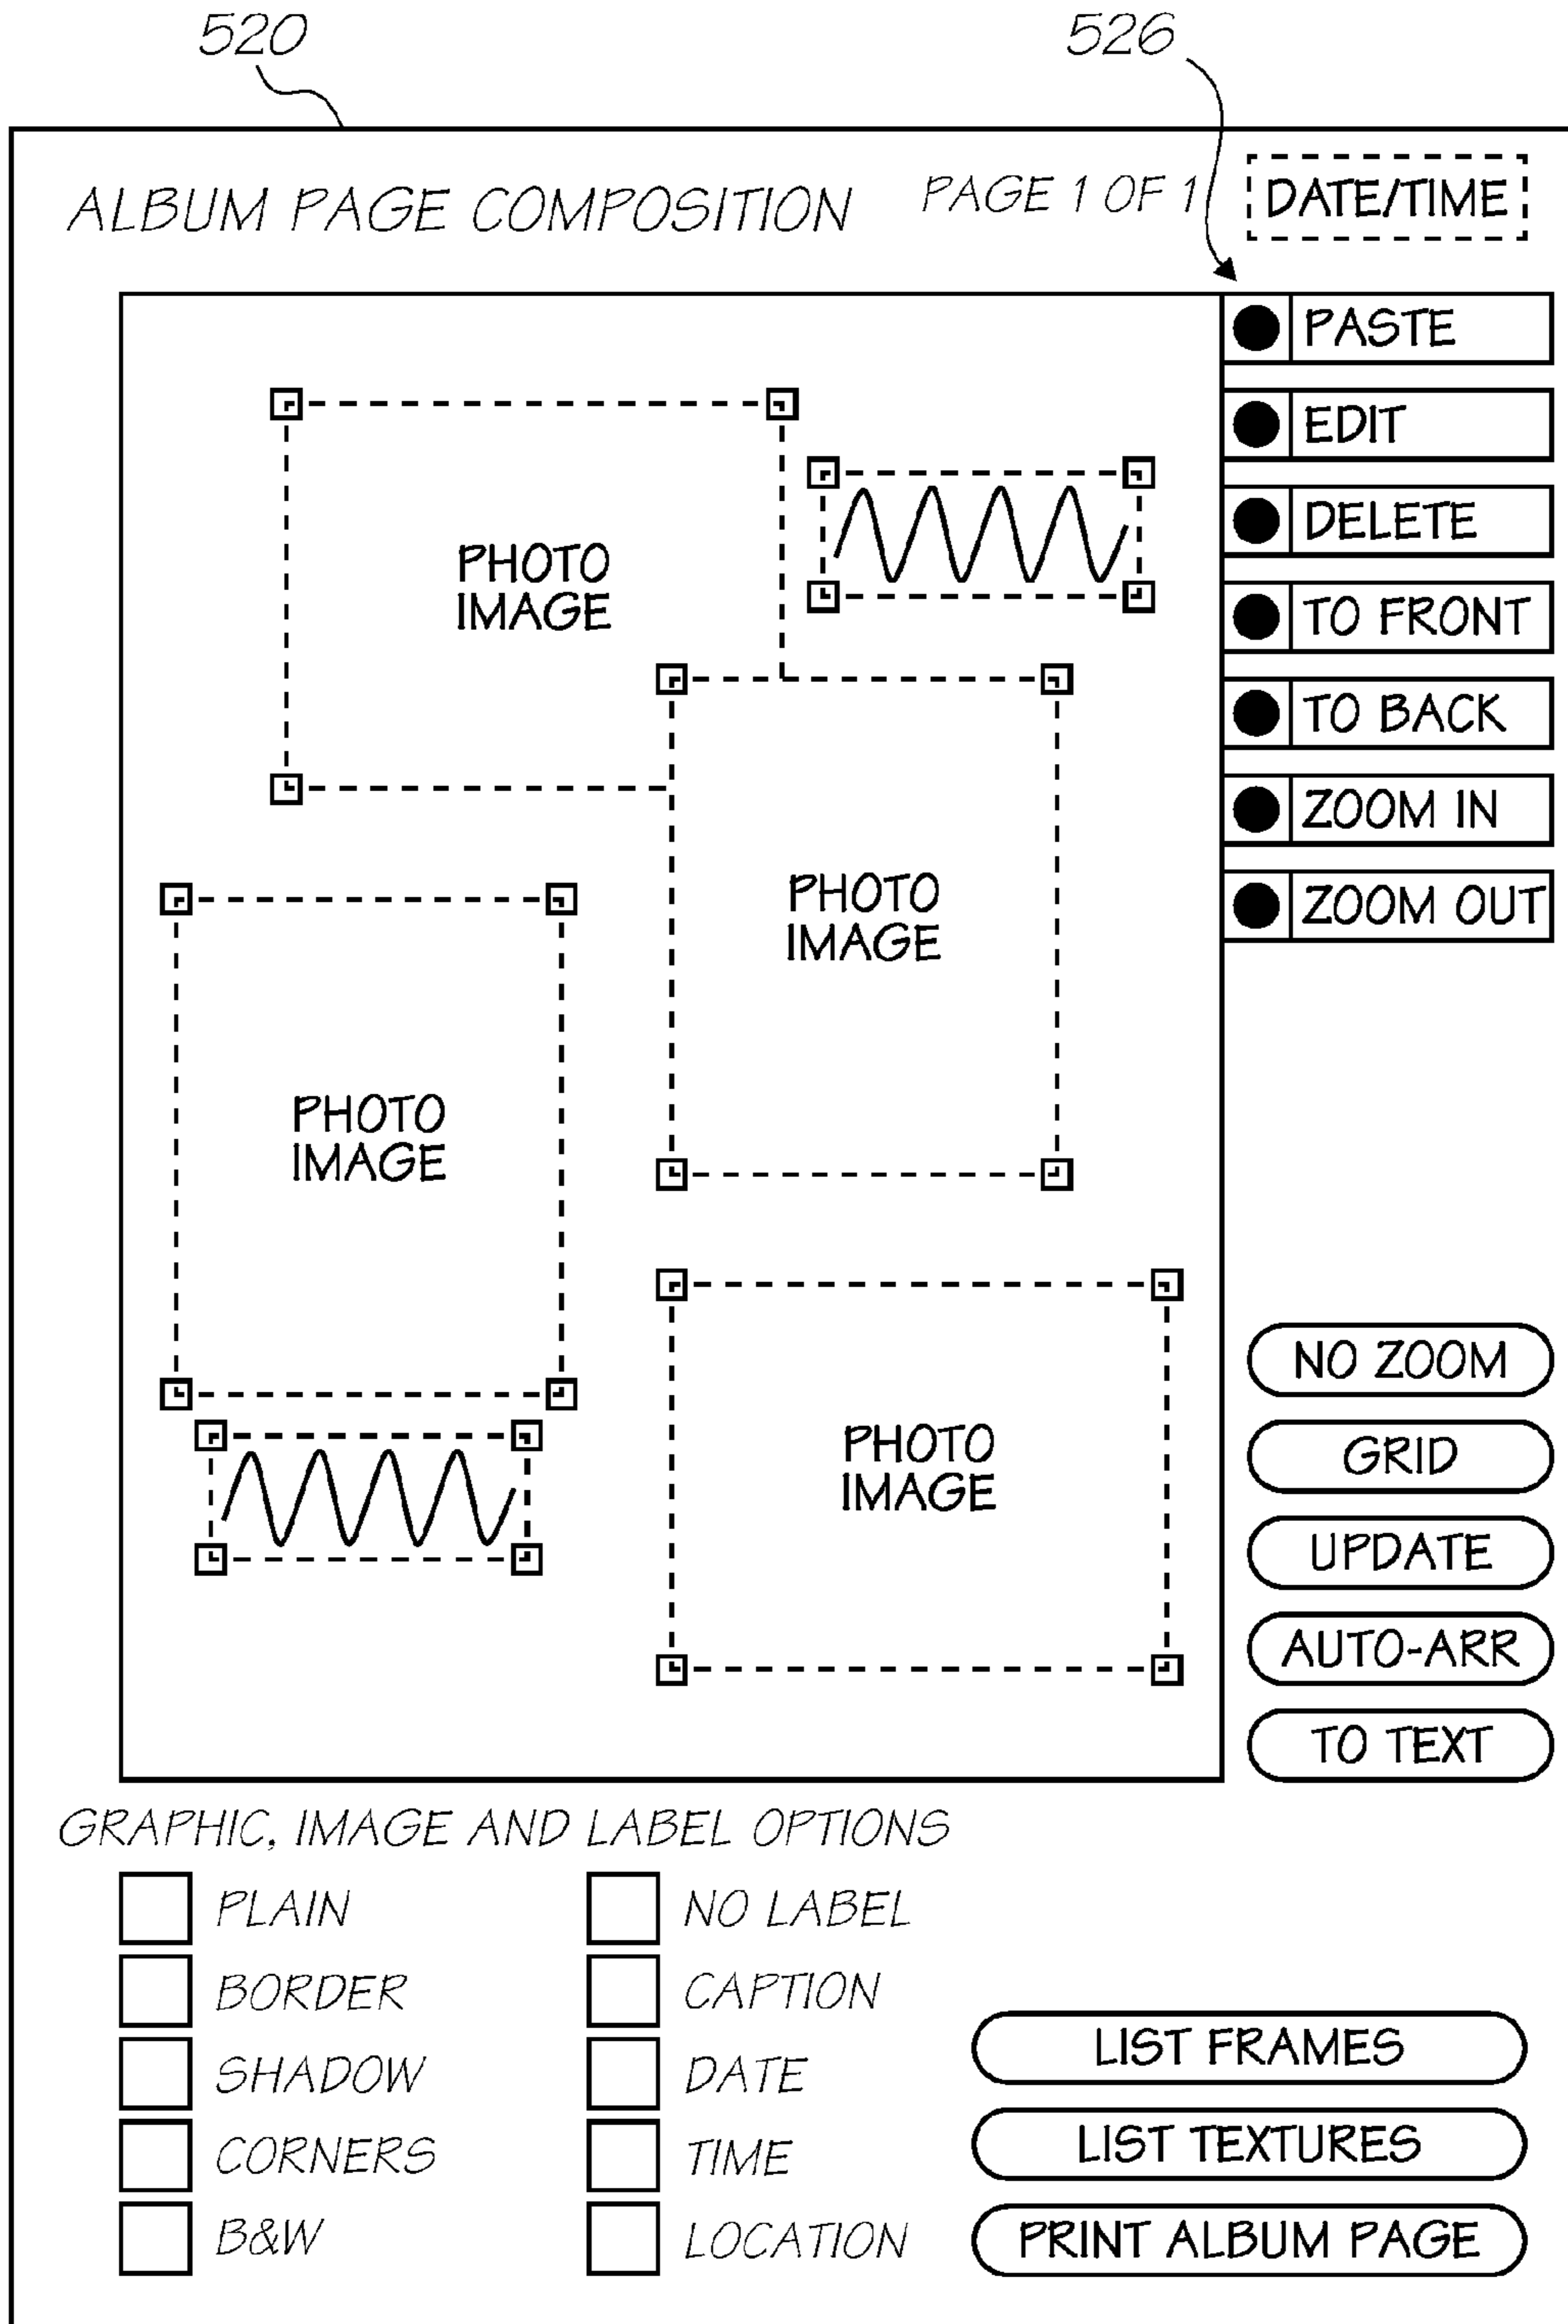 520
526
ALBUM PAGE COMPOSITION
PAGE 1 OF 1
DATE/TIME
PASTE
EDIT
DELETE
TO FRONT
TO BACK
ZOOM IN
ZOOM OUT
PHOTO
IMAGE
PHOTO
IMAGE
PHOTO
IMAGE
PHOTO
IMAGE
NO ZOOM
GRID
UPDATE
AUTO-ARR
TO TEXT
GRAPHIC, IMAGE AND LABEL OPTIONS
PLAIN
BORDER
SHADOW
CORNERS
B&W
NO LABEL
CAPTION
DATE
TIME
LOCATION
LIST FRAMES
LIST TEXTURES
PRINT ALBUM PAGE